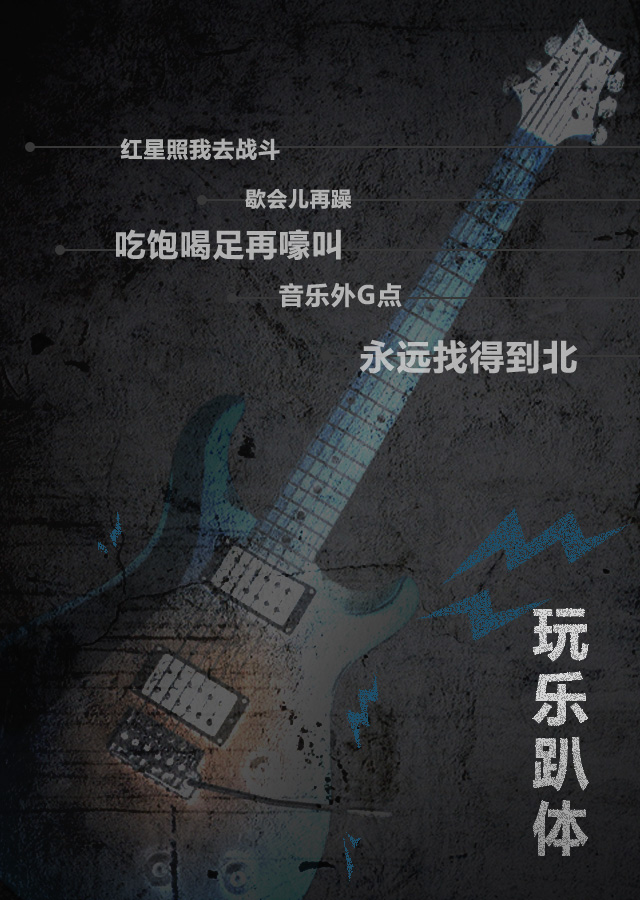 红星照我去战斗
歇会儿再躁
吃饱喝足再嚎叫
音乐外G点
永远找得到北
玩乐趴体